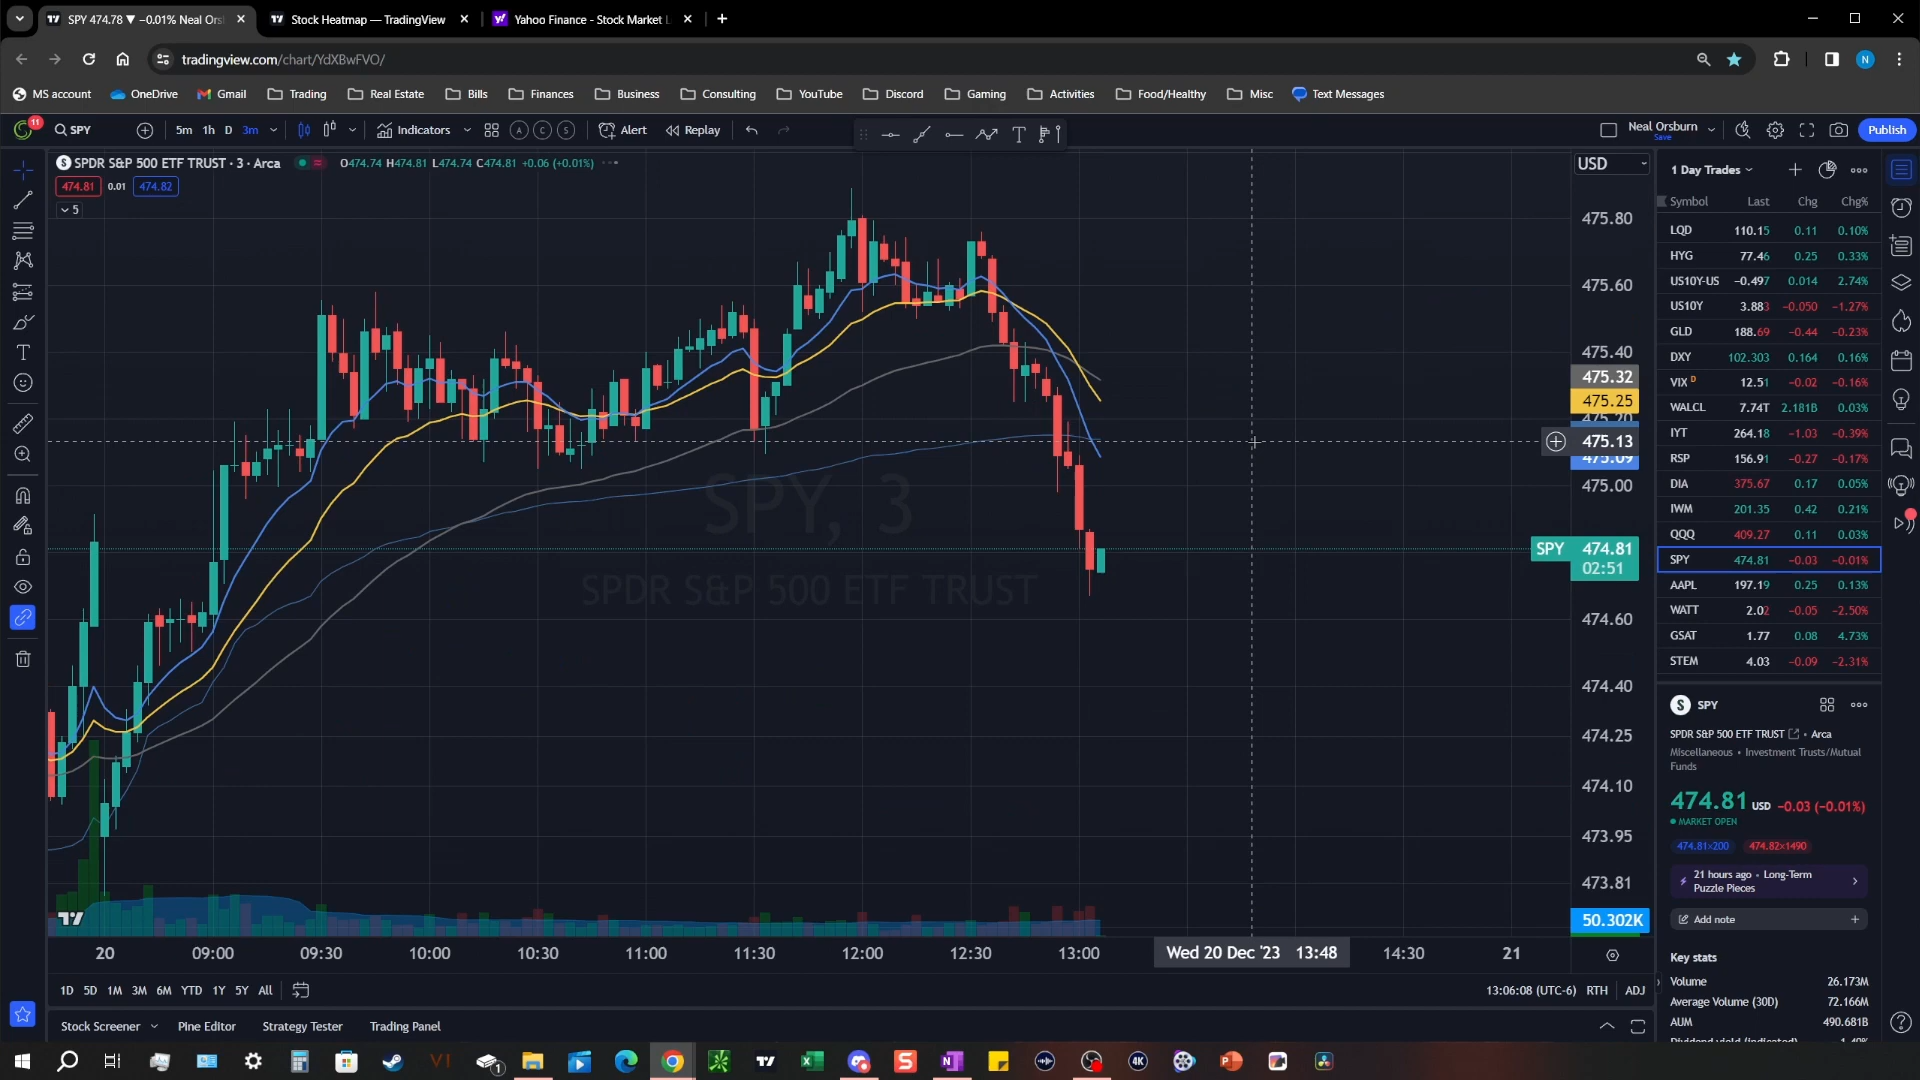 SPY 474.78 ▼ −0.01% Neal Ors
Stock Heatmap — TradingView
Yahoo Finance - Stock Market
tradingview.com/chart/YdXBwFVO/
N
MS account
OneDrive
Gmail
Trading
Real Estate
Bills
Finances
Business
Consulting
YouTube
Discord
Gaming
Activities
Food/Healthy
Misc
Text Messages
11
SPY
5m 1h D 3m
Indicators
A C S
Alert
Replay
Neal Orsburn
Save
Publish
SPDR S&P 500 ETF TRUST · 3 · Arca
O474.74 H474.81 L474.74 C474.81 +0.06 (+0.01%)
474.81 0.01 474.82
5
SPY, 3
SPDR S&P 500 ETF TRUST
USD
475.80
475.60
475.40
475.32
475.25
475.20
475.13
475.09
475.00
SPY 474.81
02:51
474.60
474.40
474.25
474.10
473.95
473.81
50.302K
20 09:00 09:30 10:00 10:30 11:00 11:30 12:00 12:30 13:00 Wed 20 Dec '23 13:48 14:30 21
1D 5D 1M 3M 6M YTD 1Y 5Y All
13:06:08 (UTC-6) RTH ADJ
Stock Screener
Pine Editor
Strategy Tester
Trading Panel
1 Day Trades
Symbol Last Chg Chg%
LQD 110.15 0.11 0.10%
HYG 77.46 0.25 0.33%
US10Y-US −0.497 0.014 2.74%
US10Y 3.883 −0.050 −1.27%
GLD 188.69 −0.44 −0.23%
DXY 102.303 0.164 0.16%
VIX D 12.51 −0.02 −0.16%
WALCL 7.74T 2.181B 0.03%
IYT 264.18 −1.03 −0.39%
RSP 156.91 −0.27 −0.17%
DIA 375.67 0.17 0.05%
IWM 201.35 0.42 0.21%
QQQ 409.27 0.11 0.03%
SPY 474.81 −0.03 −0.01%
AAPL 197.19 0.25 0.13%
WATT 2.02 −0.05 −2.50%
GSAT 1.77 0.08 4.73%
STEM 4.03 −0.09 −2.31%
S SPY
SPDR S&P 500 ETF TRUST • Arca
Miscellaneous • Investment Trusts/Mutual
Funds
474.81 USD −0.03 (−0.01%)
MARKET OPEN
474.81×200 474.82×1490
21 hours ago • Long-Term
Puzzle Pieces
Add note
Key stats
Volume 26.173M
Average Volume (30D) 72.166M
AUM 490.681B
Dividend yield (indicated) 1.40%